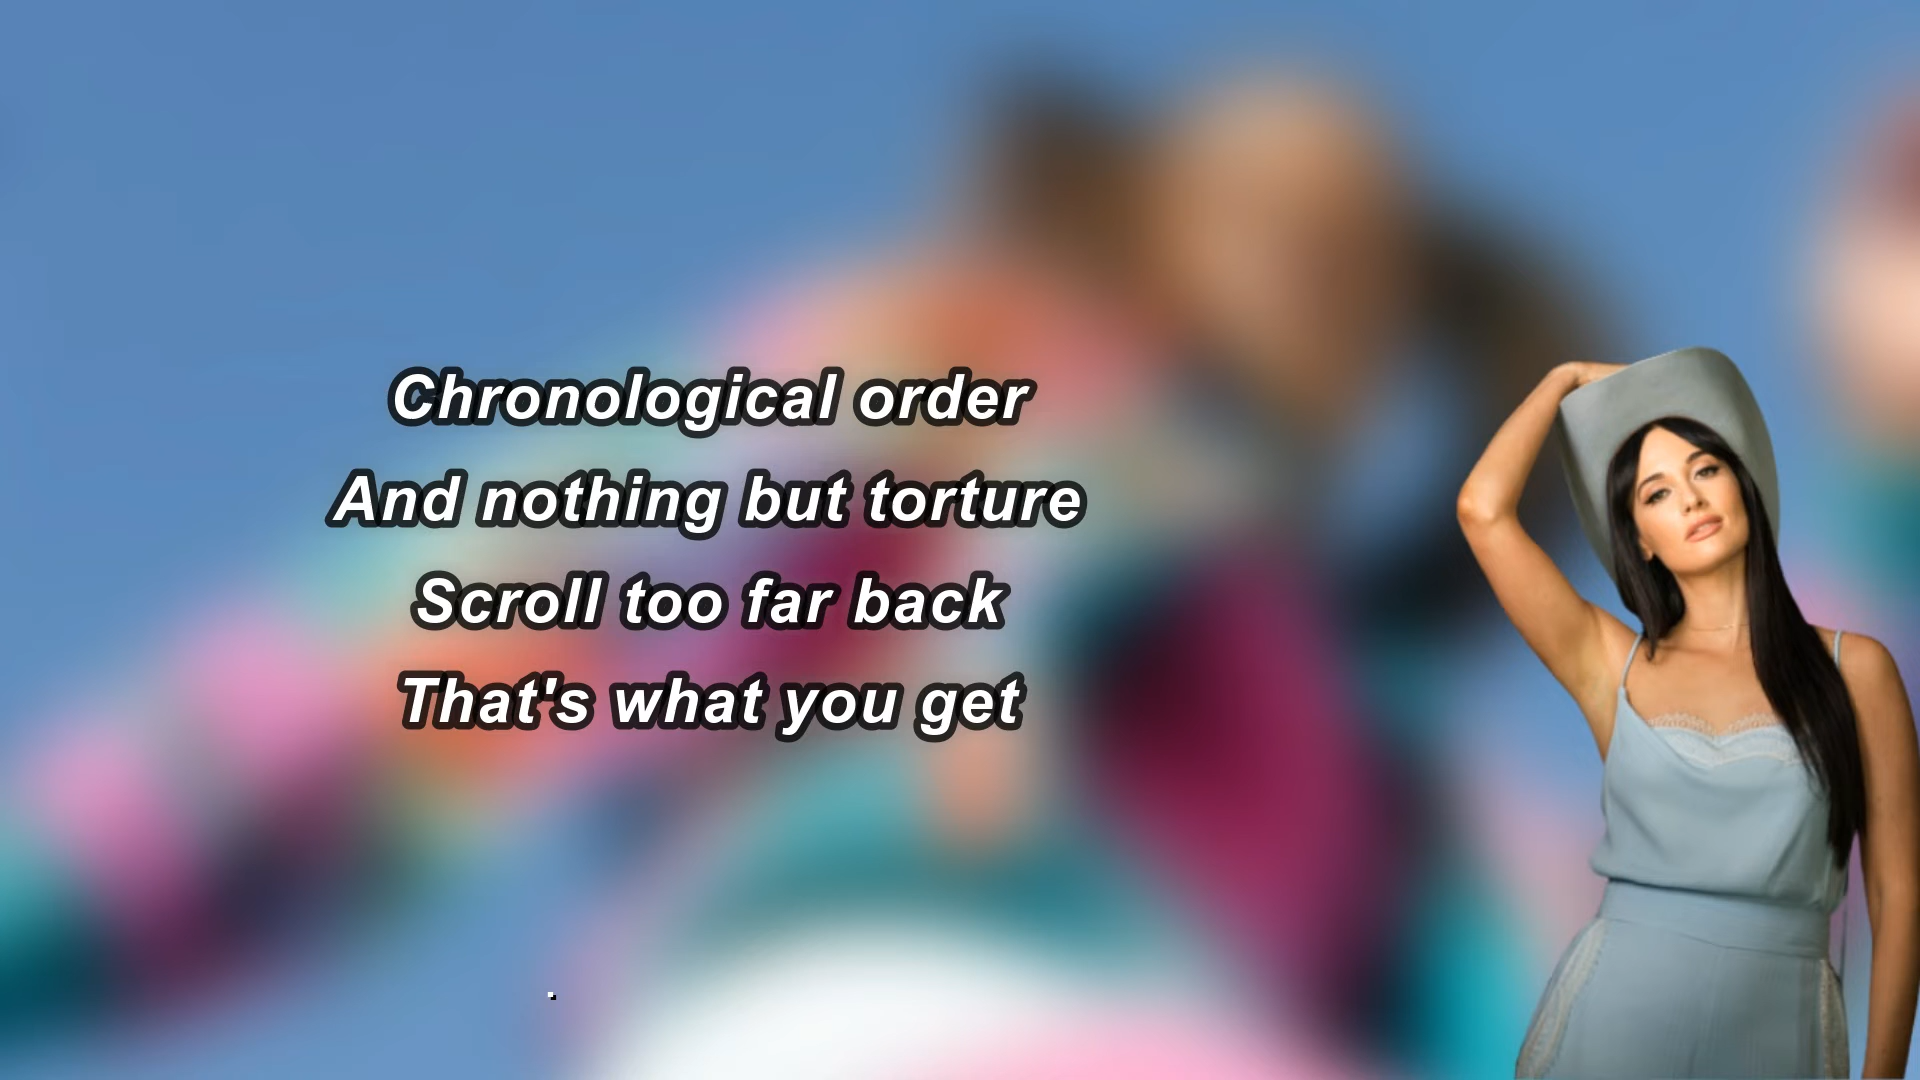 Chronological order
And nothing but torture
Scroll too far back
That's what you get